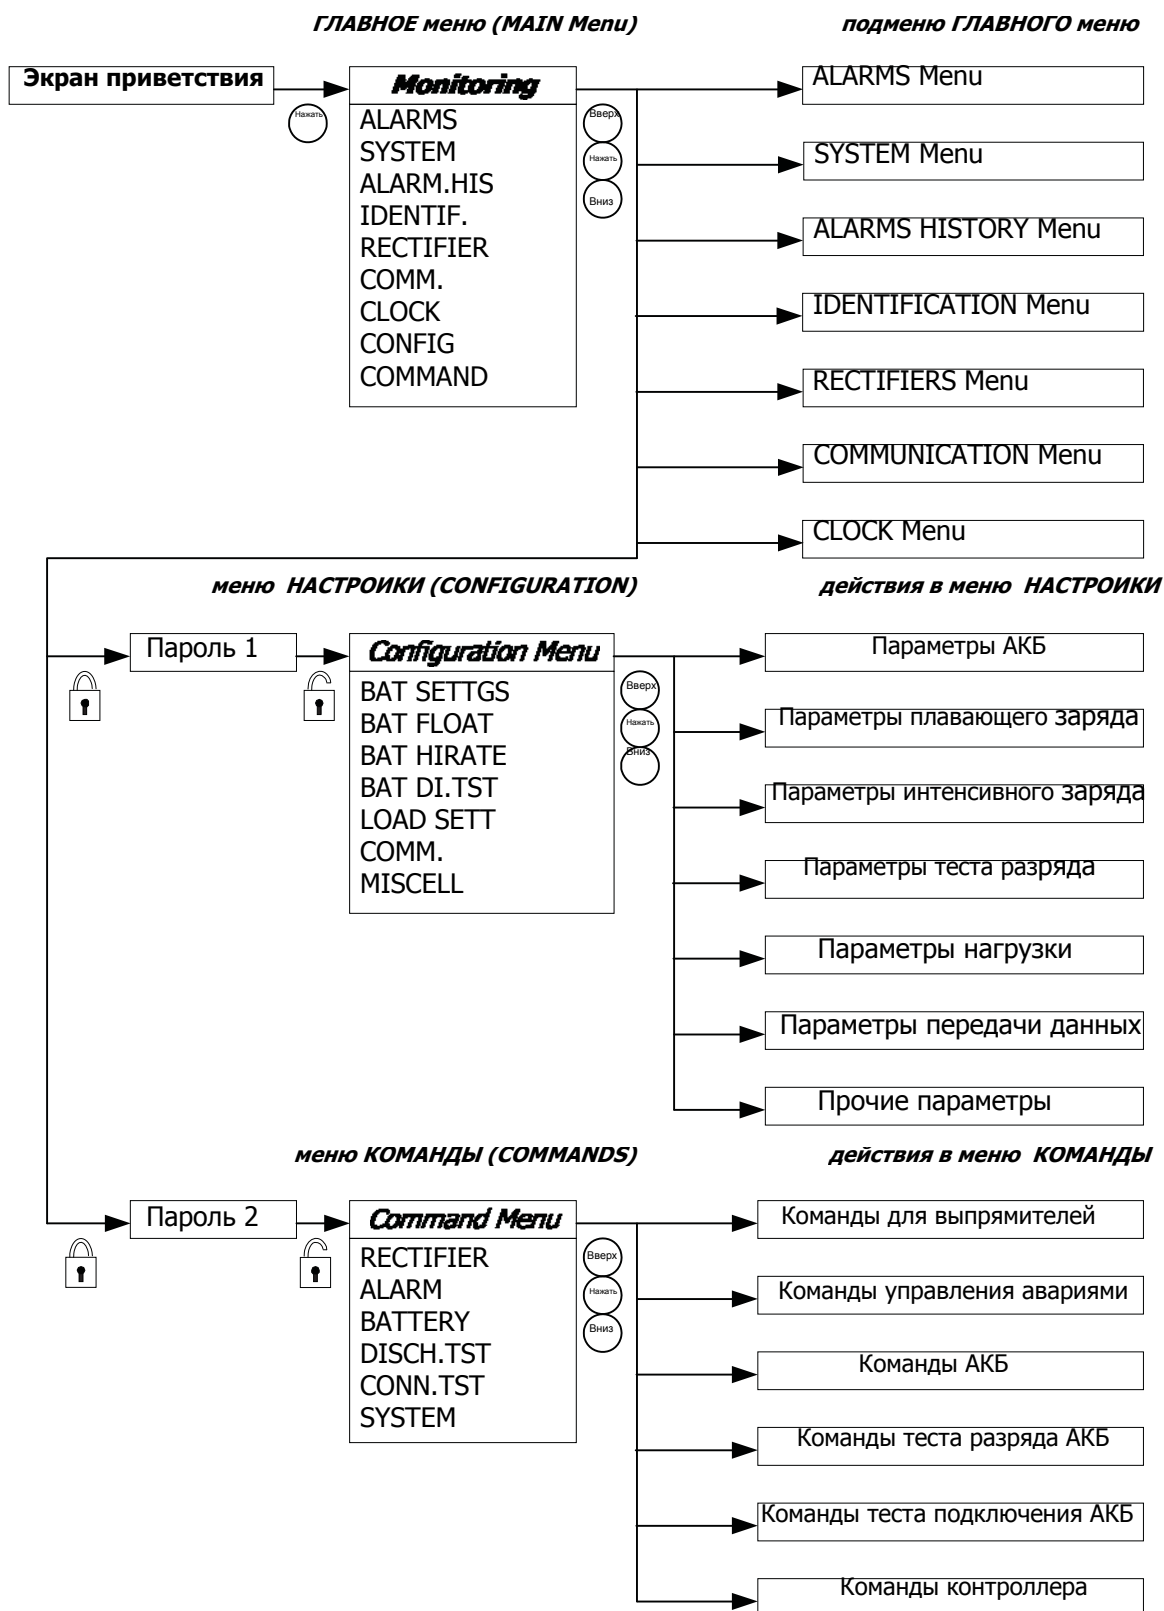 ГЛАВНОЕ меню (MAIN Menu)
подменю ГЛАВНОГО меню
Экран приветствия
Нажать
Monitoring
ALARMS
SYSTEM
ALARM.HIS
IDENTIF.
RECTIFIER
COMM.
CLOCK
CONFIG
COMMAND
Вверх
Нажать
Вниз
ALARMS Menu
SYSTEM Menu
ALARMS HISTORY Menu
IDENTIFICATION Menu
RECTIFIERS Menu
COMMUNICATION Menu
CLOCK Menu
меню НАСТРОИКИ (CONFIGURATION)
действия в меню НАСТРОИКИ
Пароль 1
Configuration Menu
BAT SETTGS
BAT FLOAT
BAT HIRATE
BAT DI.TST
LOAD SETT
COMM.
MISCELL
Вверх
Нажать
Вниз
Параметры АКБ
Параметры плавающего заряда
Параметры интенсивного заряда
Параметры теста разряда
Параметры нагрузки
Параметры передачи данных
Прочие параметры
меню КОМАНДЫ (COMMANDS)
действия в меню КОМАНДЫ
Пароль 2
Command Menu
RECTIFIER
ALARM
BATTERY
DISCH.TST
CONN.TST
SYSTEM
Вверх
Нажать
Вниз
Команды для выпрямителей
Команды управления авариями
Команды АКБ
Команды теста разряда АКБ
Команды теста подключения АКБ
Команды контроллера